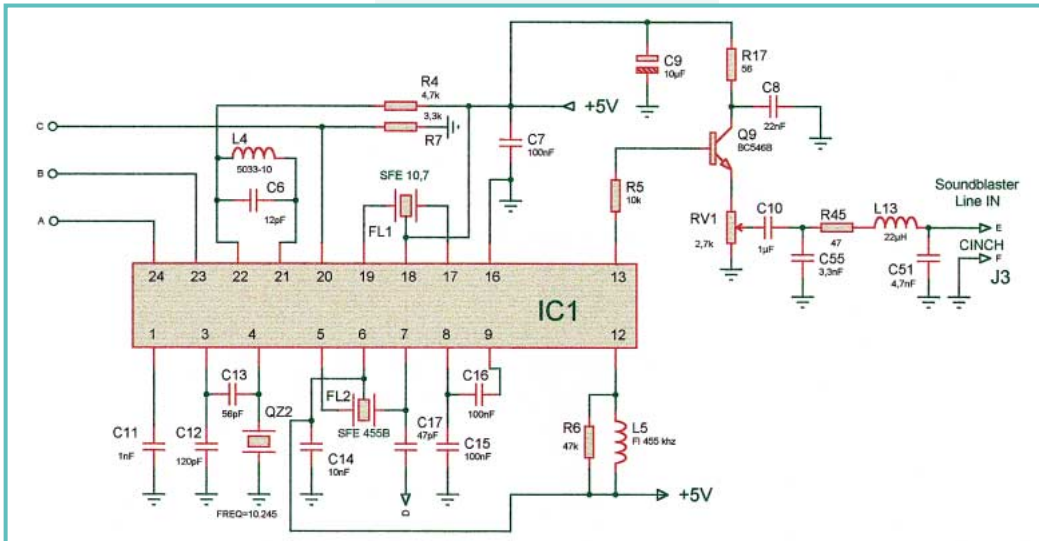 C9
10µF
R17
56
R4
4,7k
+5V
C8
22nF
3,3k
R7
C
L4
5033-10
C7
100nF
Q9
BC546B
B
C6
12pF
SFE 10,7
R5
10k
Soundblaster
Line IN
A
FL1
RV1
2,7k
C10
1µF
R45
47
L13
22µH
E
CINCH
F
J3
C55
3,3nF
C51
4,7nF
24 23 22 21 20 19 18 17 16 13
IC1
1 3 4 5 6 7 8 9 12
C13
56pF
C16
100nF
QZ2
FL2
SFE 455B
C17
47pF
R6
47k
L5
FI 455 khz
C11
1nF
C12
120pF
C14
10nF
C15
100nF
+5V
D
FREQ=10.245